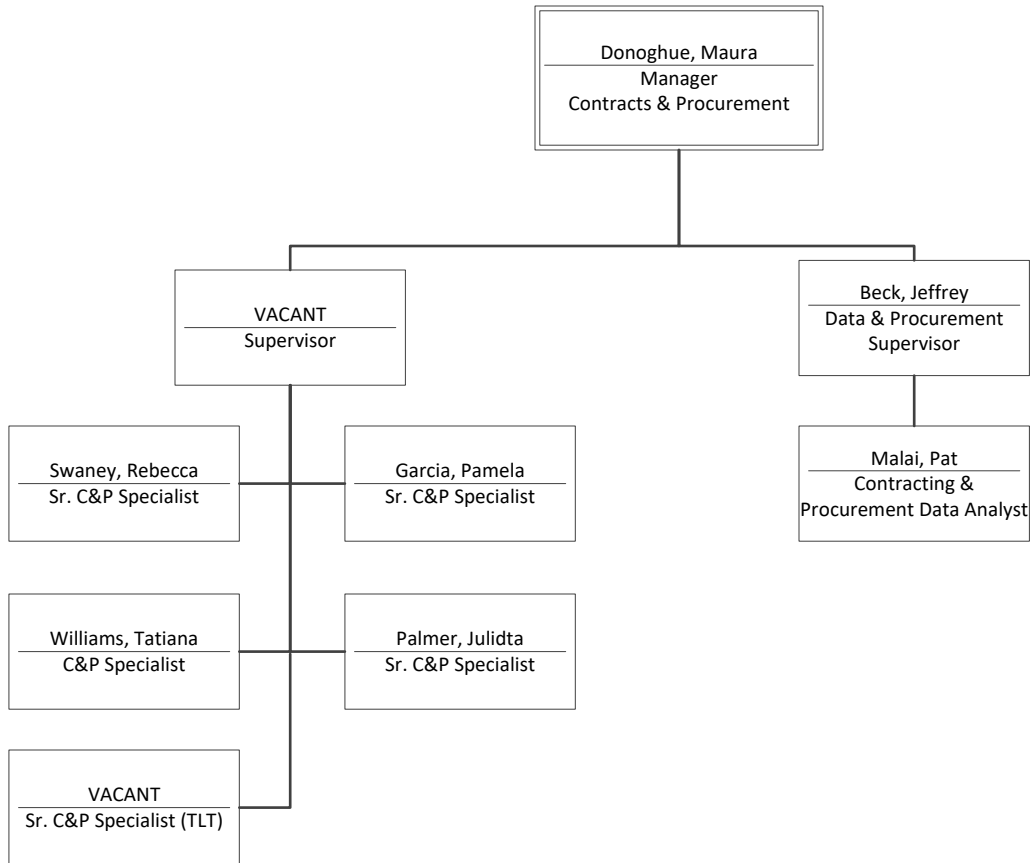 Donoghue, Maura
Manager
Contracts & Procurement
VACANT
Supervisor
Beck, Jeffrey
Data & Procurement
Supervisor
Swaney, Rebecca
Sr. C&P Specialist
Garcia, Pamela
Sr. C&P Specialist
Malai, Pat
Contracting &
Procurement Data Analyst
Williams, Tatiana
C&P Specialist
Palmer, Julidta
Sr. C&P Specialist
VACANT
Sr. C&P Specialist (TLT)